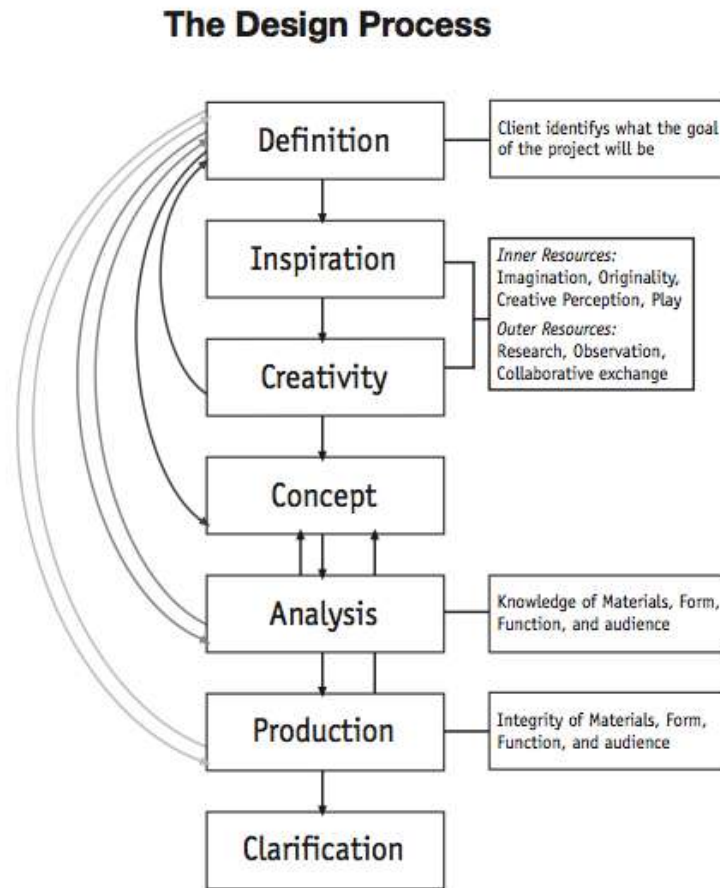 The Design Process
Definition
Client identifys what the goal
of the project will be
Inspiration
Inner Resources:
Imagination, Originality,
Creative Perception, Play
Outer Resources:
Research, Observation,
Collaborative exchange
Creativity
Concept
Analysis
Knowledge of Materials, Form,
Function, and audience
Production
Integrity of Materials, Form,
Function, and audience
Clarification